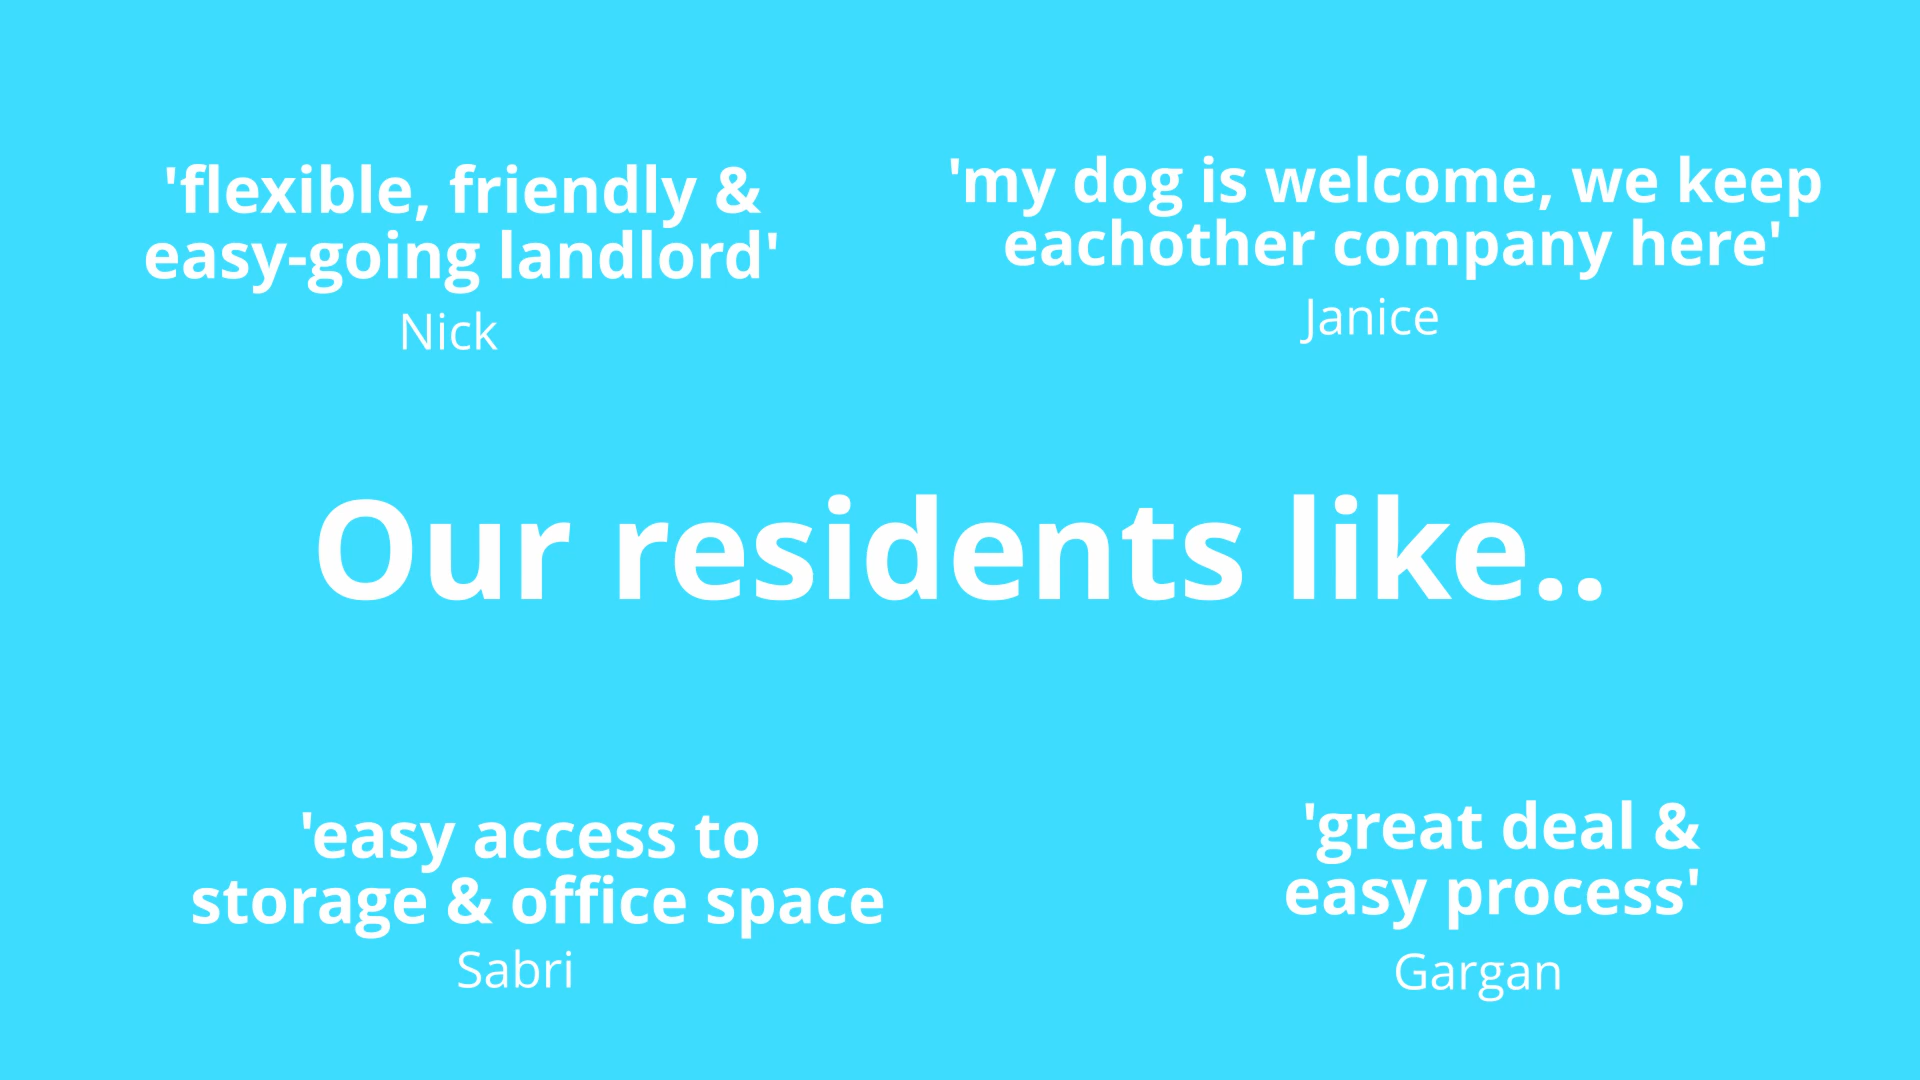 'flexible, friendly &
easy-going landlord'
Nick
'my dog is welcome, we keep
eachother company here'
Janice
Our residents like..
'easy access to
storage & office space
Sabri
'great deal &
easy process'
Gargan